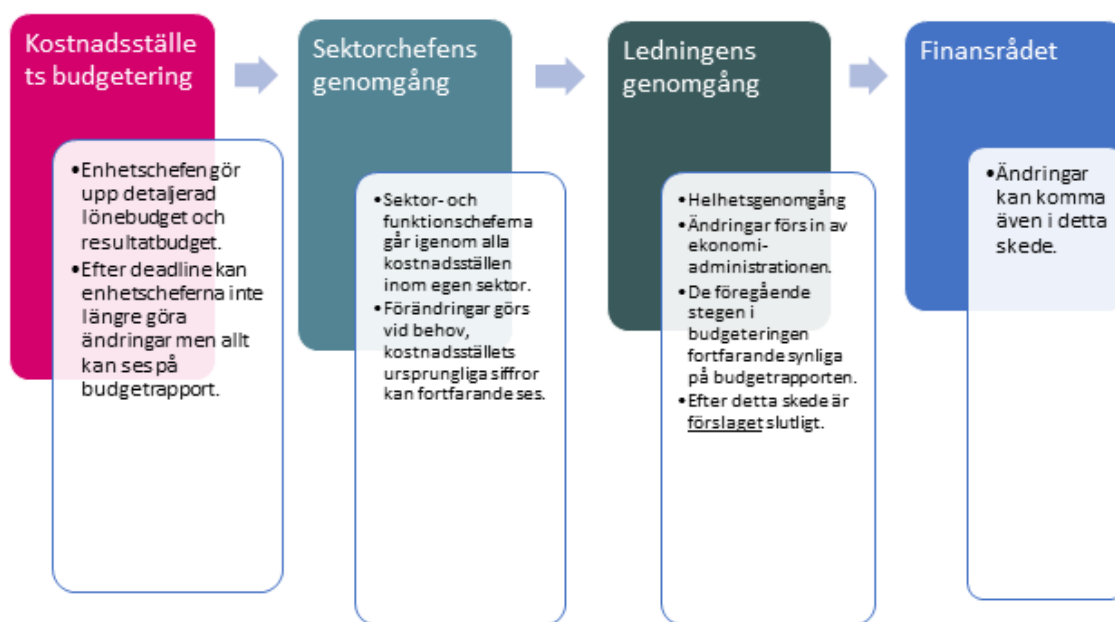 Kostnadsställe
ts budgetering
•Enhetschefen gör
upp detaljerad
lönebudget och
resultatbudget.
•Efter deadline kan
enhetscheferna inte
längre göra
ändringar men allt
kan ses på
budgetrapport.
Sektorchefens
genomgång
•Sektor- och
funktionscheferna
går igenom alla
kostnadsställen
inom egen sektor.
•Förändringar görs
vid behov,
kostnadsställets
ursprungliga siffror
kan fortfarande ses.
Ledningens
genomgång
•Helhetsgenomgång
•Ändringar förs in av
ekonomi-
administrationen.
•De föregående
stegen i
budgeteringen
fortfarande synliga
på budgetrapporten.
•Efter detta skede är
förslaget slutligt.
Finansrådet
•Ändringar
kan komma
även i detta
skede.